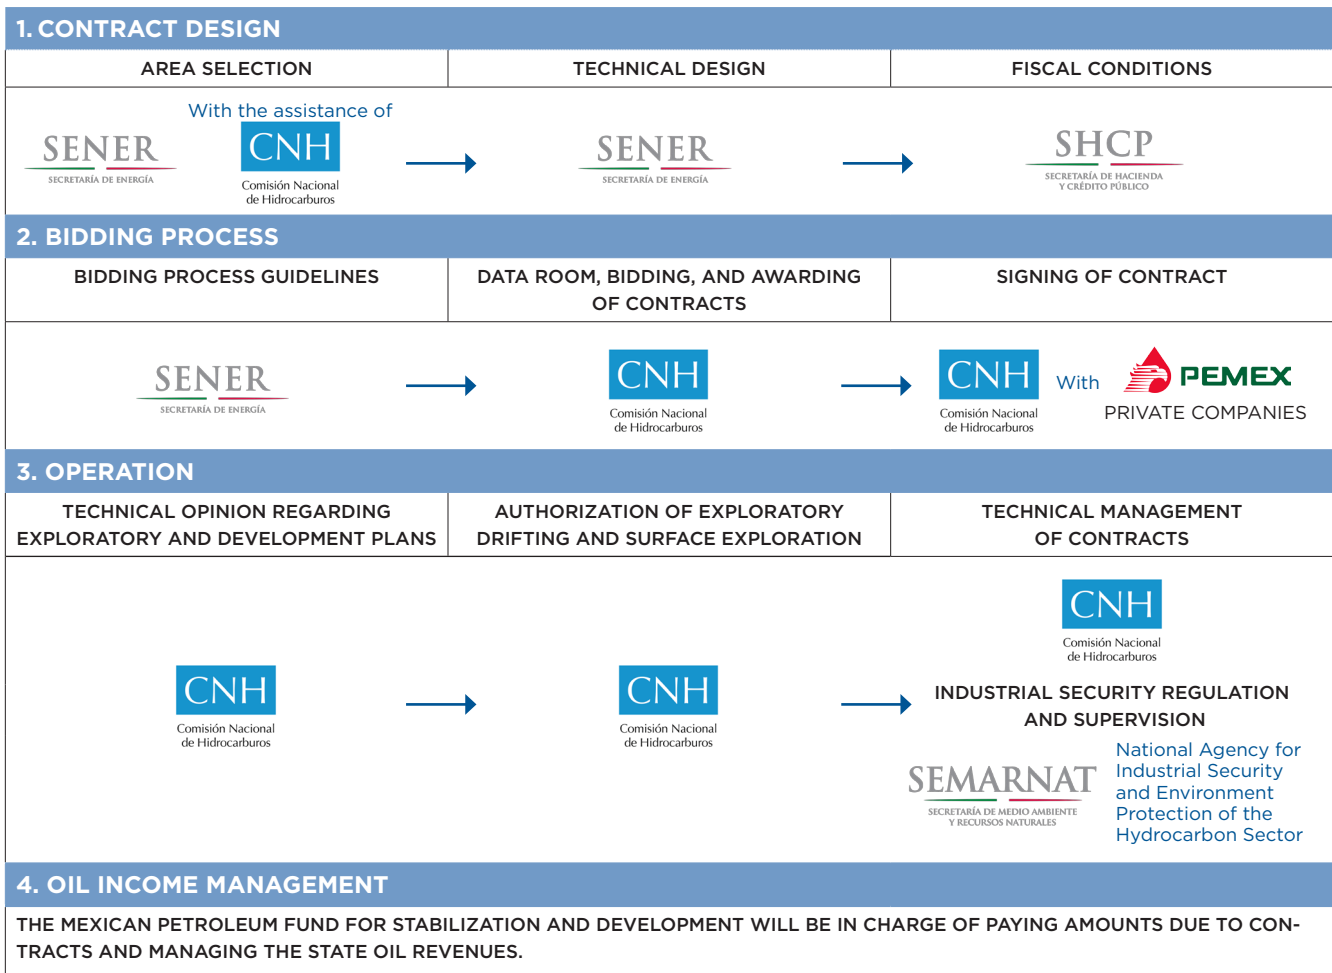 1. CONTRACT DESIGN
AREA SELECTION
TECHNICAL DESIGN
FISCAL CONDITIONS
With the assistance of
SENER
SECRETARÍA DE ENERGÍA
CNH
Comisión Nacional
de Hidrocarburos
SENER
SECRETARÍA DE ENERGÍA
SHCP
SECRETARÍA DE HACIENDA
Y CRÉDITO PÚBLICO
2. BIDDING PROCESS
BIDDING PROCESS GUIDELINES
DATA ROOM, BIDDING, AND AWARDING
OF CONTRACTS
SIGNING OF CONTRACT
SENER
SECRETARÍA DE ENERGÍA
CNH
Comisión Nacional
de Hidrocarburos
CNH
Comisión Nacional
de Hidrocarburos
With
PEMEX
PRIVATE COMPANIES
3. OPERATION
TECHNICAL OPINION REGARDING
EXPLORATORY AND DEVELOPMENT PLANS
AUTHORIZATION OF EXPLORATORY
DRIFTING AND SURFACE EXPLORATION
TECHNICAL MANAGEMENT
OF CONTRACTS
CNH
Comisión Nacional
de Hidrocarburos
CNH
Comisión Nacional
de Hidrocarburos
CNH
Comisión Nacional
de Hidrocarburos
INDUSTRIAL SECURITY REGULATION
AND SUPERVISION
SEMARNAT
SECRETARÍA DE MEDIO AMBIENTE
Y RECURSOS NATURALES
National Agency for
Industrial Security
and Environment
Protection of the
Hydrocarbon Sector
4. OIL INCOME MANAGEMENT
THE MEXICAN PETROLEUM FUND FOR STABILIZATION AND DEVELOPMENT WILL BE IN CHARGE OF PAYING AMOUNTS DUE TO CON-
TRACTS AND MANAGING THE STATE OIL REVENUES.